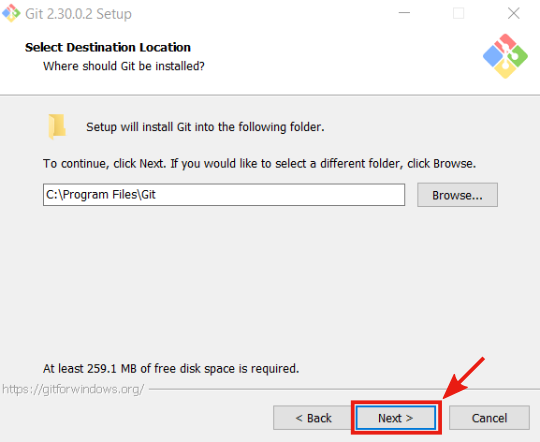 Git 2.30.0.2 Setup
Select Destination Location
Where should Git be installed?
Setup will install Git into the following folder.
To continue, click Next. If you would like to select a different folder, click Browse.
C:\Program Files\Git
Browse...
At least 259.1 MB of free disk space is required.
https://gitforwindows.org/
< Back
Next >
Cancel